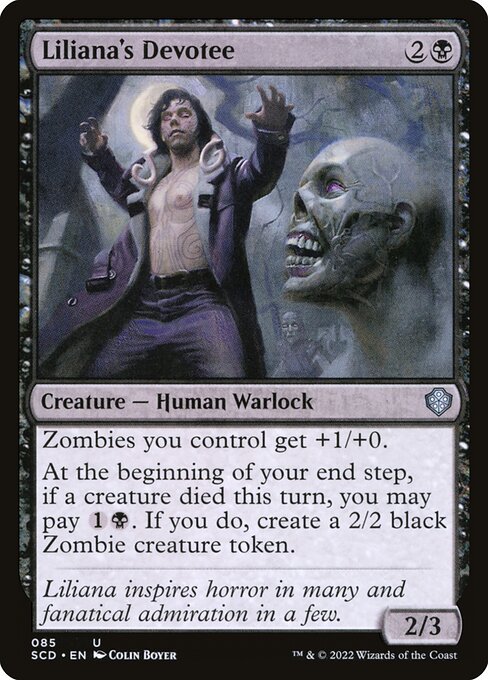 Liliana's Devotee 2
Creature — Human Warlock
Zombies you control get +1/+0.
At the beginning of your end step,
if a creature died this turn, you may
pay 1. If you do, create a 2/2 black
Zombie creature token.
Liliana inspires horror in many and
fanatical admiration in a few.
2/3
085 U
SCD • EN Colin Boyer ™ & © 2022 Wizards of the Coast